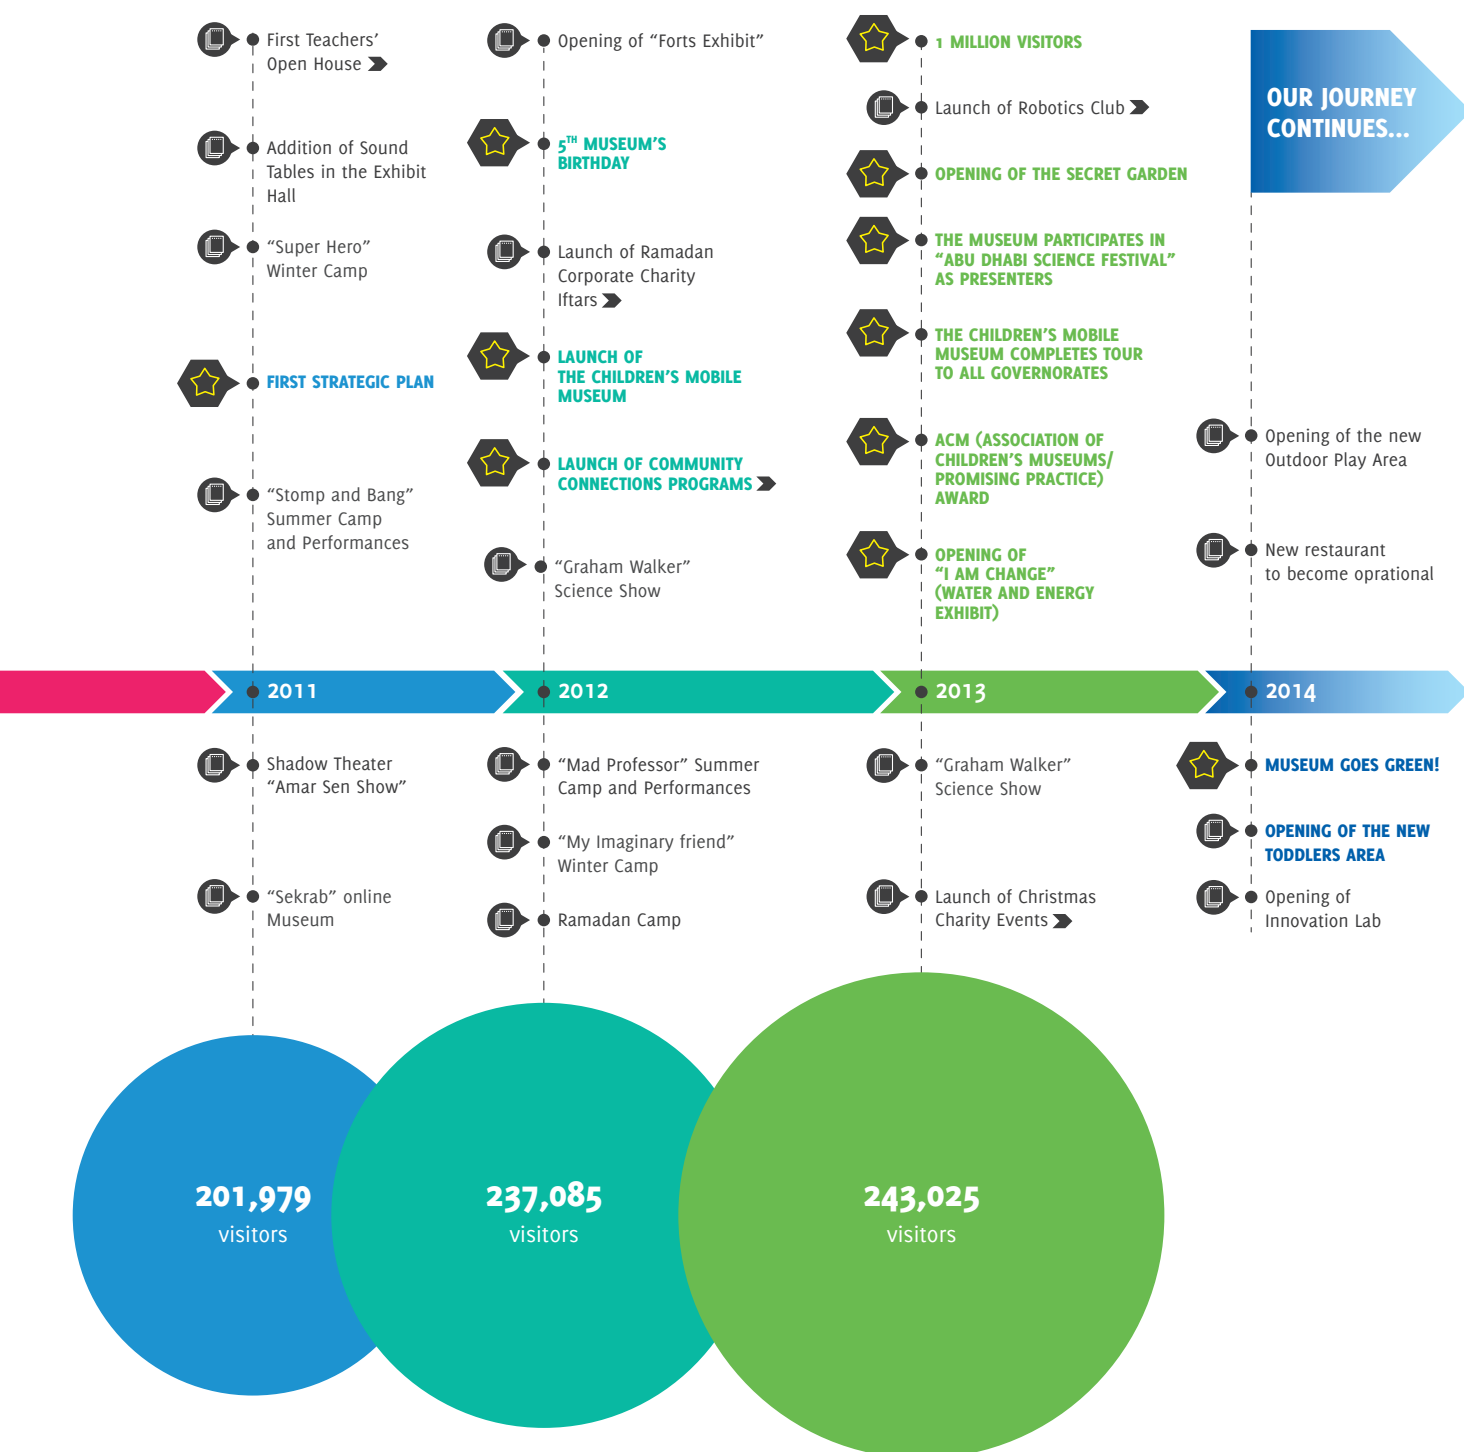 First Teachers’
Open House
Addition of Sound
Tables in the Exhibit
Hall
“Super Hero”
Winter Camp
FIRST STRATEGIC PLAN
“Stomp and Bang”
Summer Camp
and Performances
Opening of “Forts Exhibit”
5TH MUSEUM’S
BIRTHDAY
Launch of Ramadan
Corporate Charity
Iftars
LAUNCH OF
THE CHILDREN’S MOBILE
MUSEUM
LAUNCH OF COMMUNITY
CONNECTIONS PROGRAMS
“Graham Walker”
Science Show
1 MILLION VISITORS
Launch of Robotics Club
OPENING OF THE SECRET GARDEN
THE MUSEUM PARTICIPATES IN
“ABU DHABI SCIENCE FESTIVAL”
AS PRESENTERS
THE CHILDREN’S MOBILE
MUSEUM COMPLETES TOUR
TO ALL GOVERNORATES
ACM (ASSOCIATION OF
CHILDREN’S MUSEUMS/
PROMISING PRACTICE)
AWARD
OPENING OF
“I AM CHANGE”
(WATER AND ENERGY
EXHIBIT)
OUR JOURNEY
CONTINUES...
Opening of the new
Outdoor Play Area
New restaurant
to become oprational
2011
2012
2013
2014
Shadow Theater
“Amar Sen Show”
“Sekrab” online
Museum
“Mad Professor” Summer
Camp and Performances
“My Imaginary friend”
Winter Camp
Ramadan Camp
“Graham Walker”
Science Show
Launch of Christmas
Charity Events
MUSEUM GOES GREEN!
OPENING OF THE NEW
TODDLERS AREA
Opening of
Innovation Lab
201,979
visitors
237,085
visitors
243,025
visitors